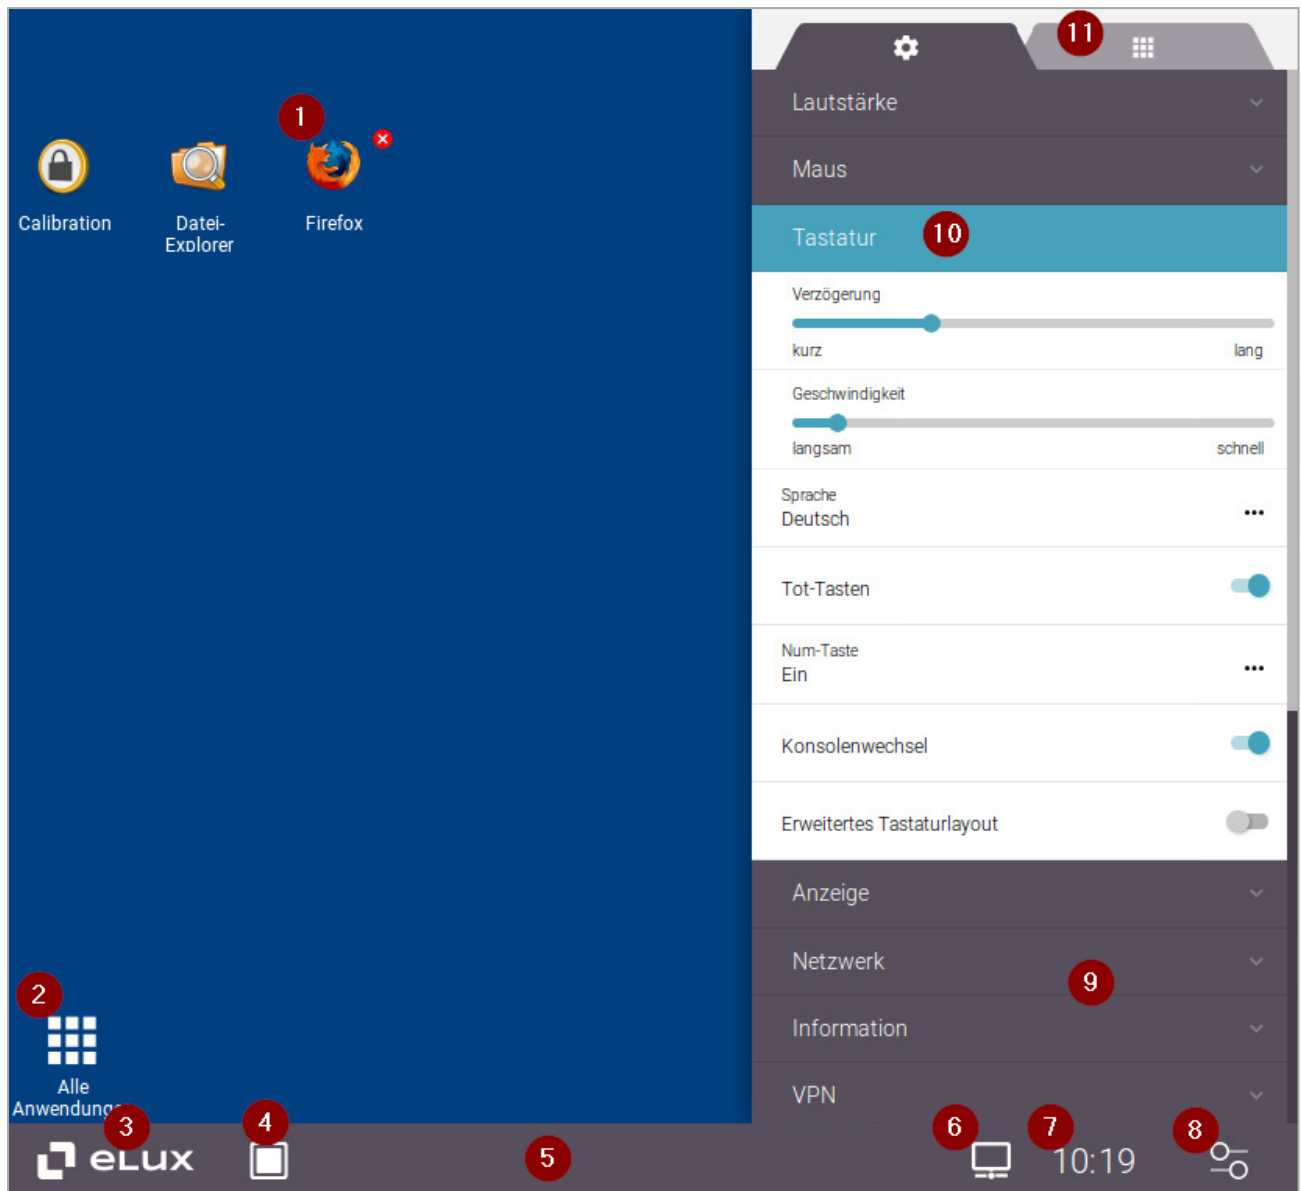 11
Lautstärke
1
Maus
Calibration
Datei-
Explorer
Firefox
Tastatur
10
Verzögerung
kurz
lang
Geschwindigkeit
langsam
schnell
Sprache
Deutsch
Tot-Tasten
Num-Taste
Ein
Konsolenwechsel
Erweitertes Tastaturlayout
Anzeige
Netzwerk
9
Information
VPN
2
Alle
Anwendung
3
eLux
4
5
6
7
10:19
8